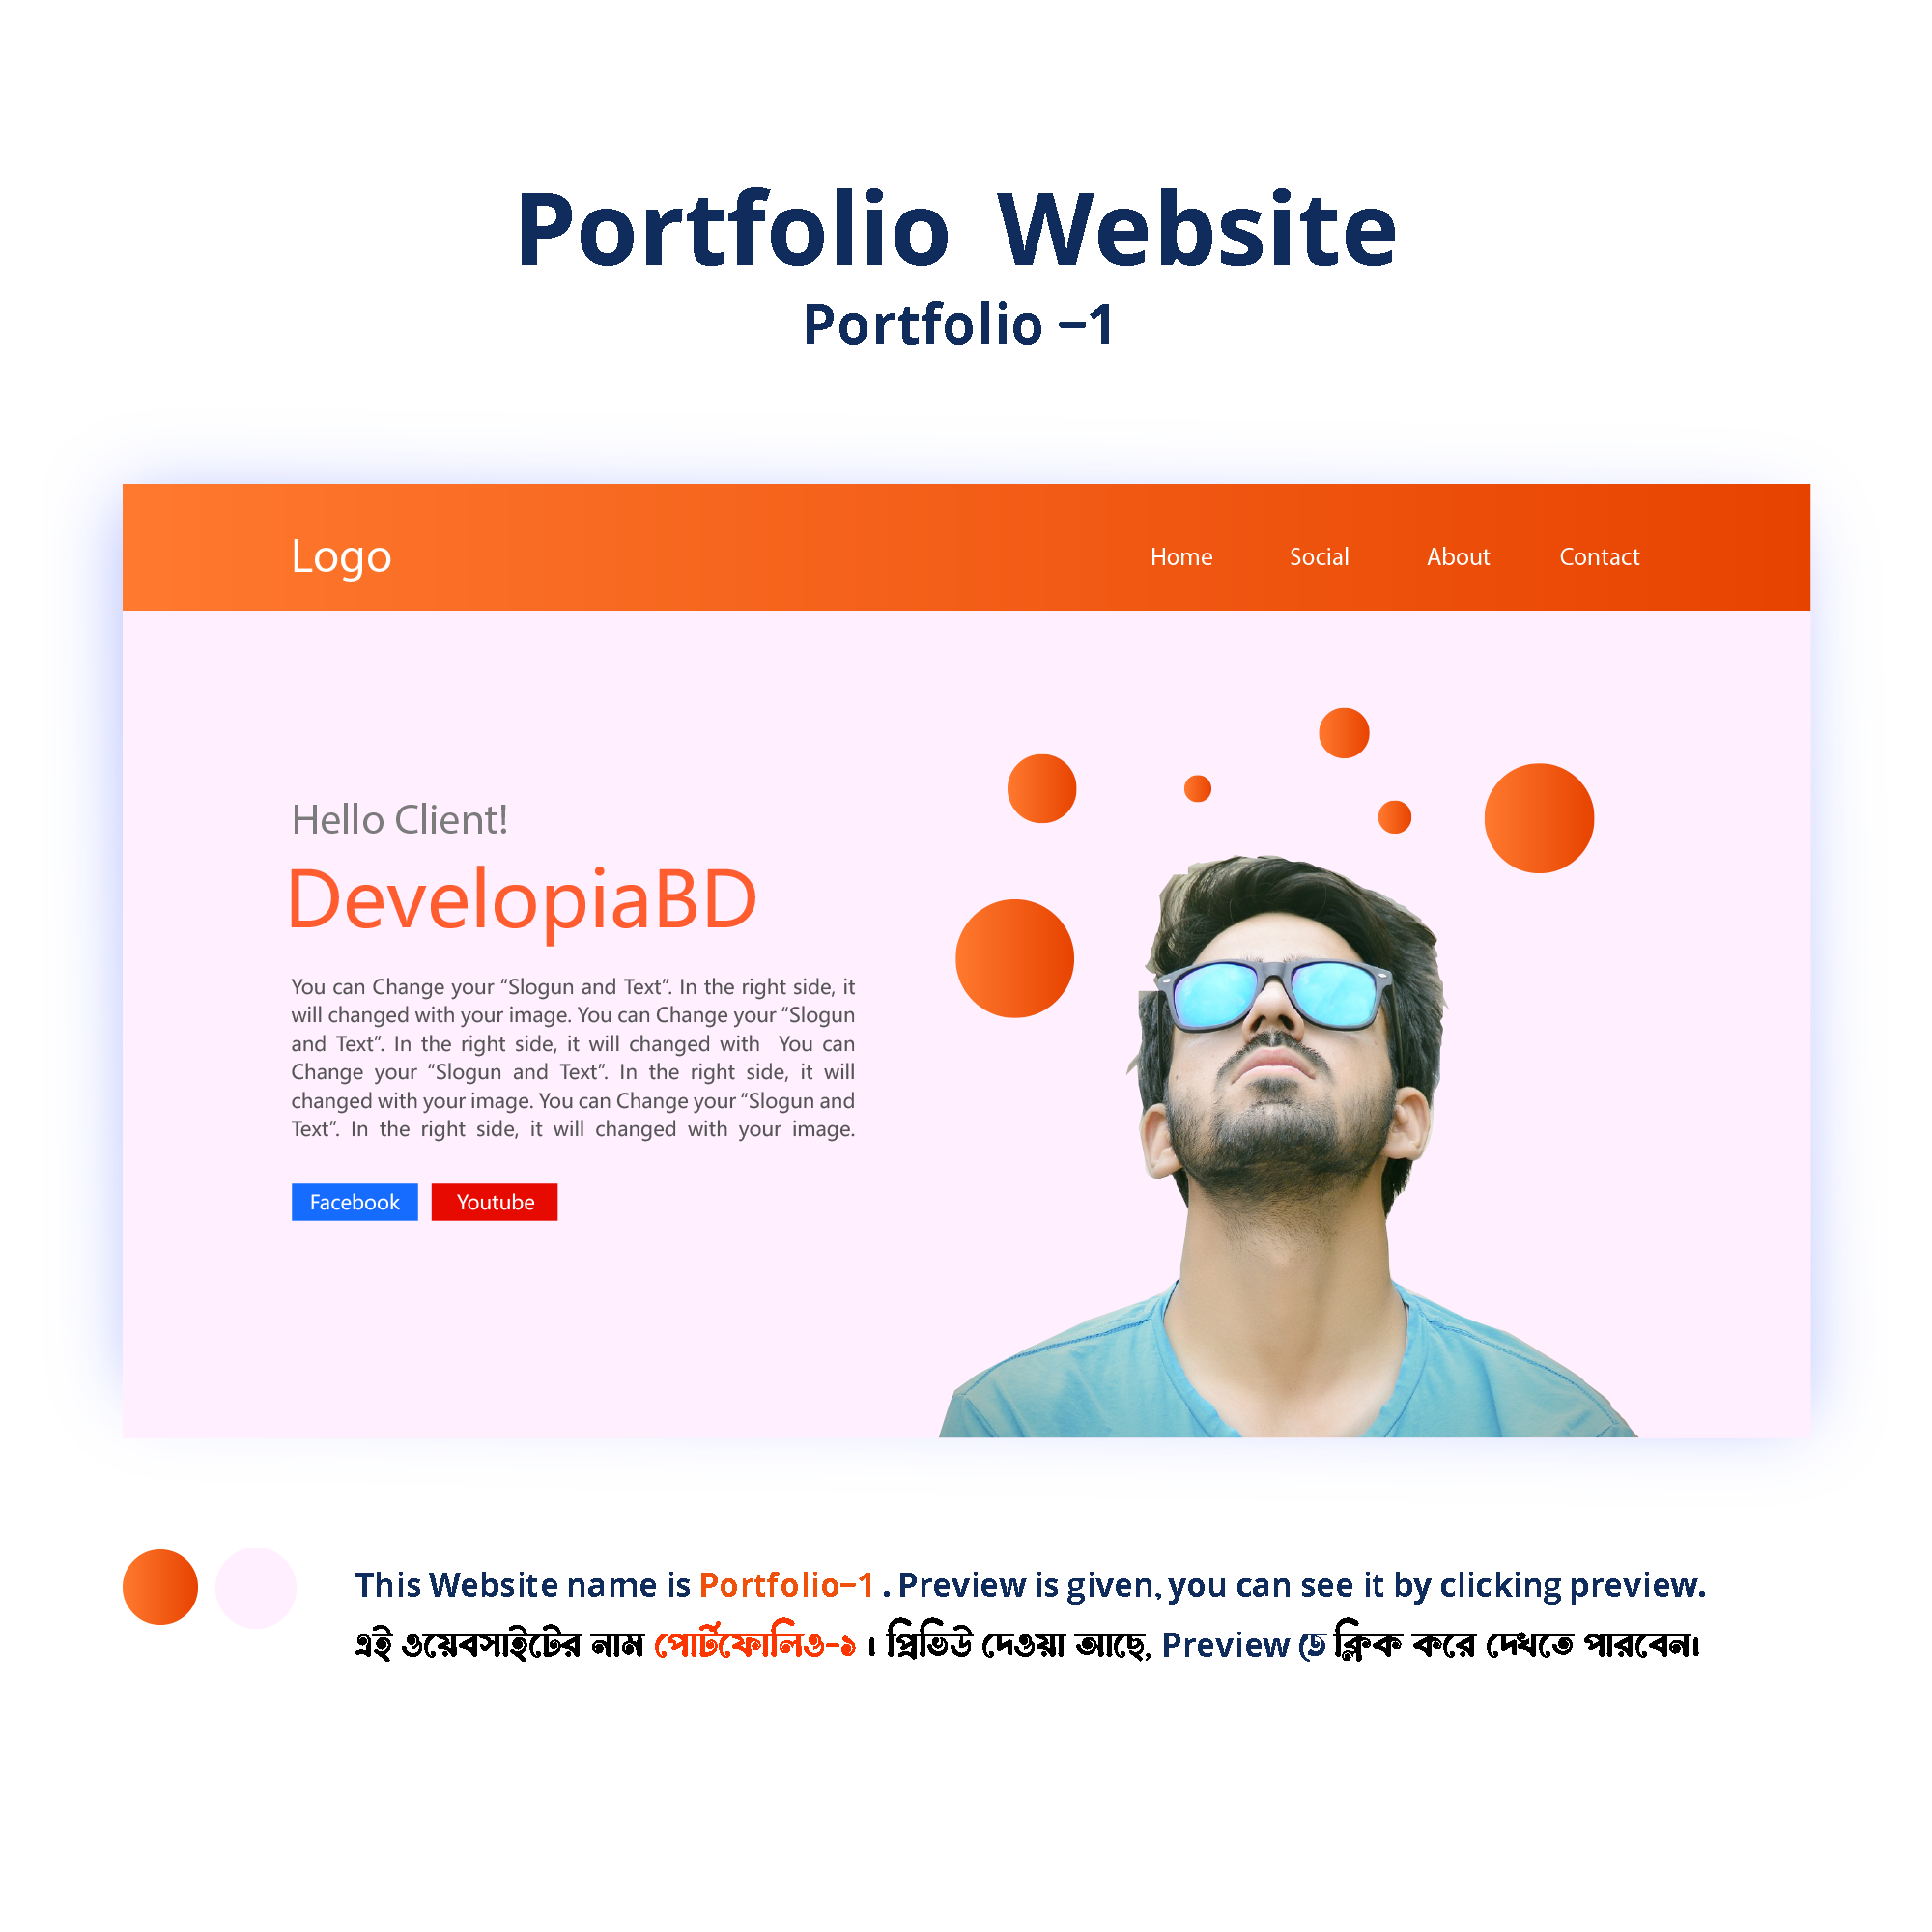 Portfolio Website
Portfolio -1
Logo
Home Social About Contact
Hello Client!
DevelopiaBD
You can Change your “Slogun and Text”. In the right side, it
will changed with your image. You can Change your “Slogun
and Text”. In the right side, it will changed with You can
Change your “Slogun and Text”. In the right side, it will
changed with your image. You can Change your “Slogun and
Text”. In the right side, it will changed with your image.
Facebook Youtube
This Website name is Portfolio-1 . Preview is given, you can see it by clicking preview.
এই ওয়েবসাইটের নাম পোর্টফোলিও-১ । প্রিভিউ দেওয়া আছে, Preview তে ক্লিক করে দেখতে পারবেন।